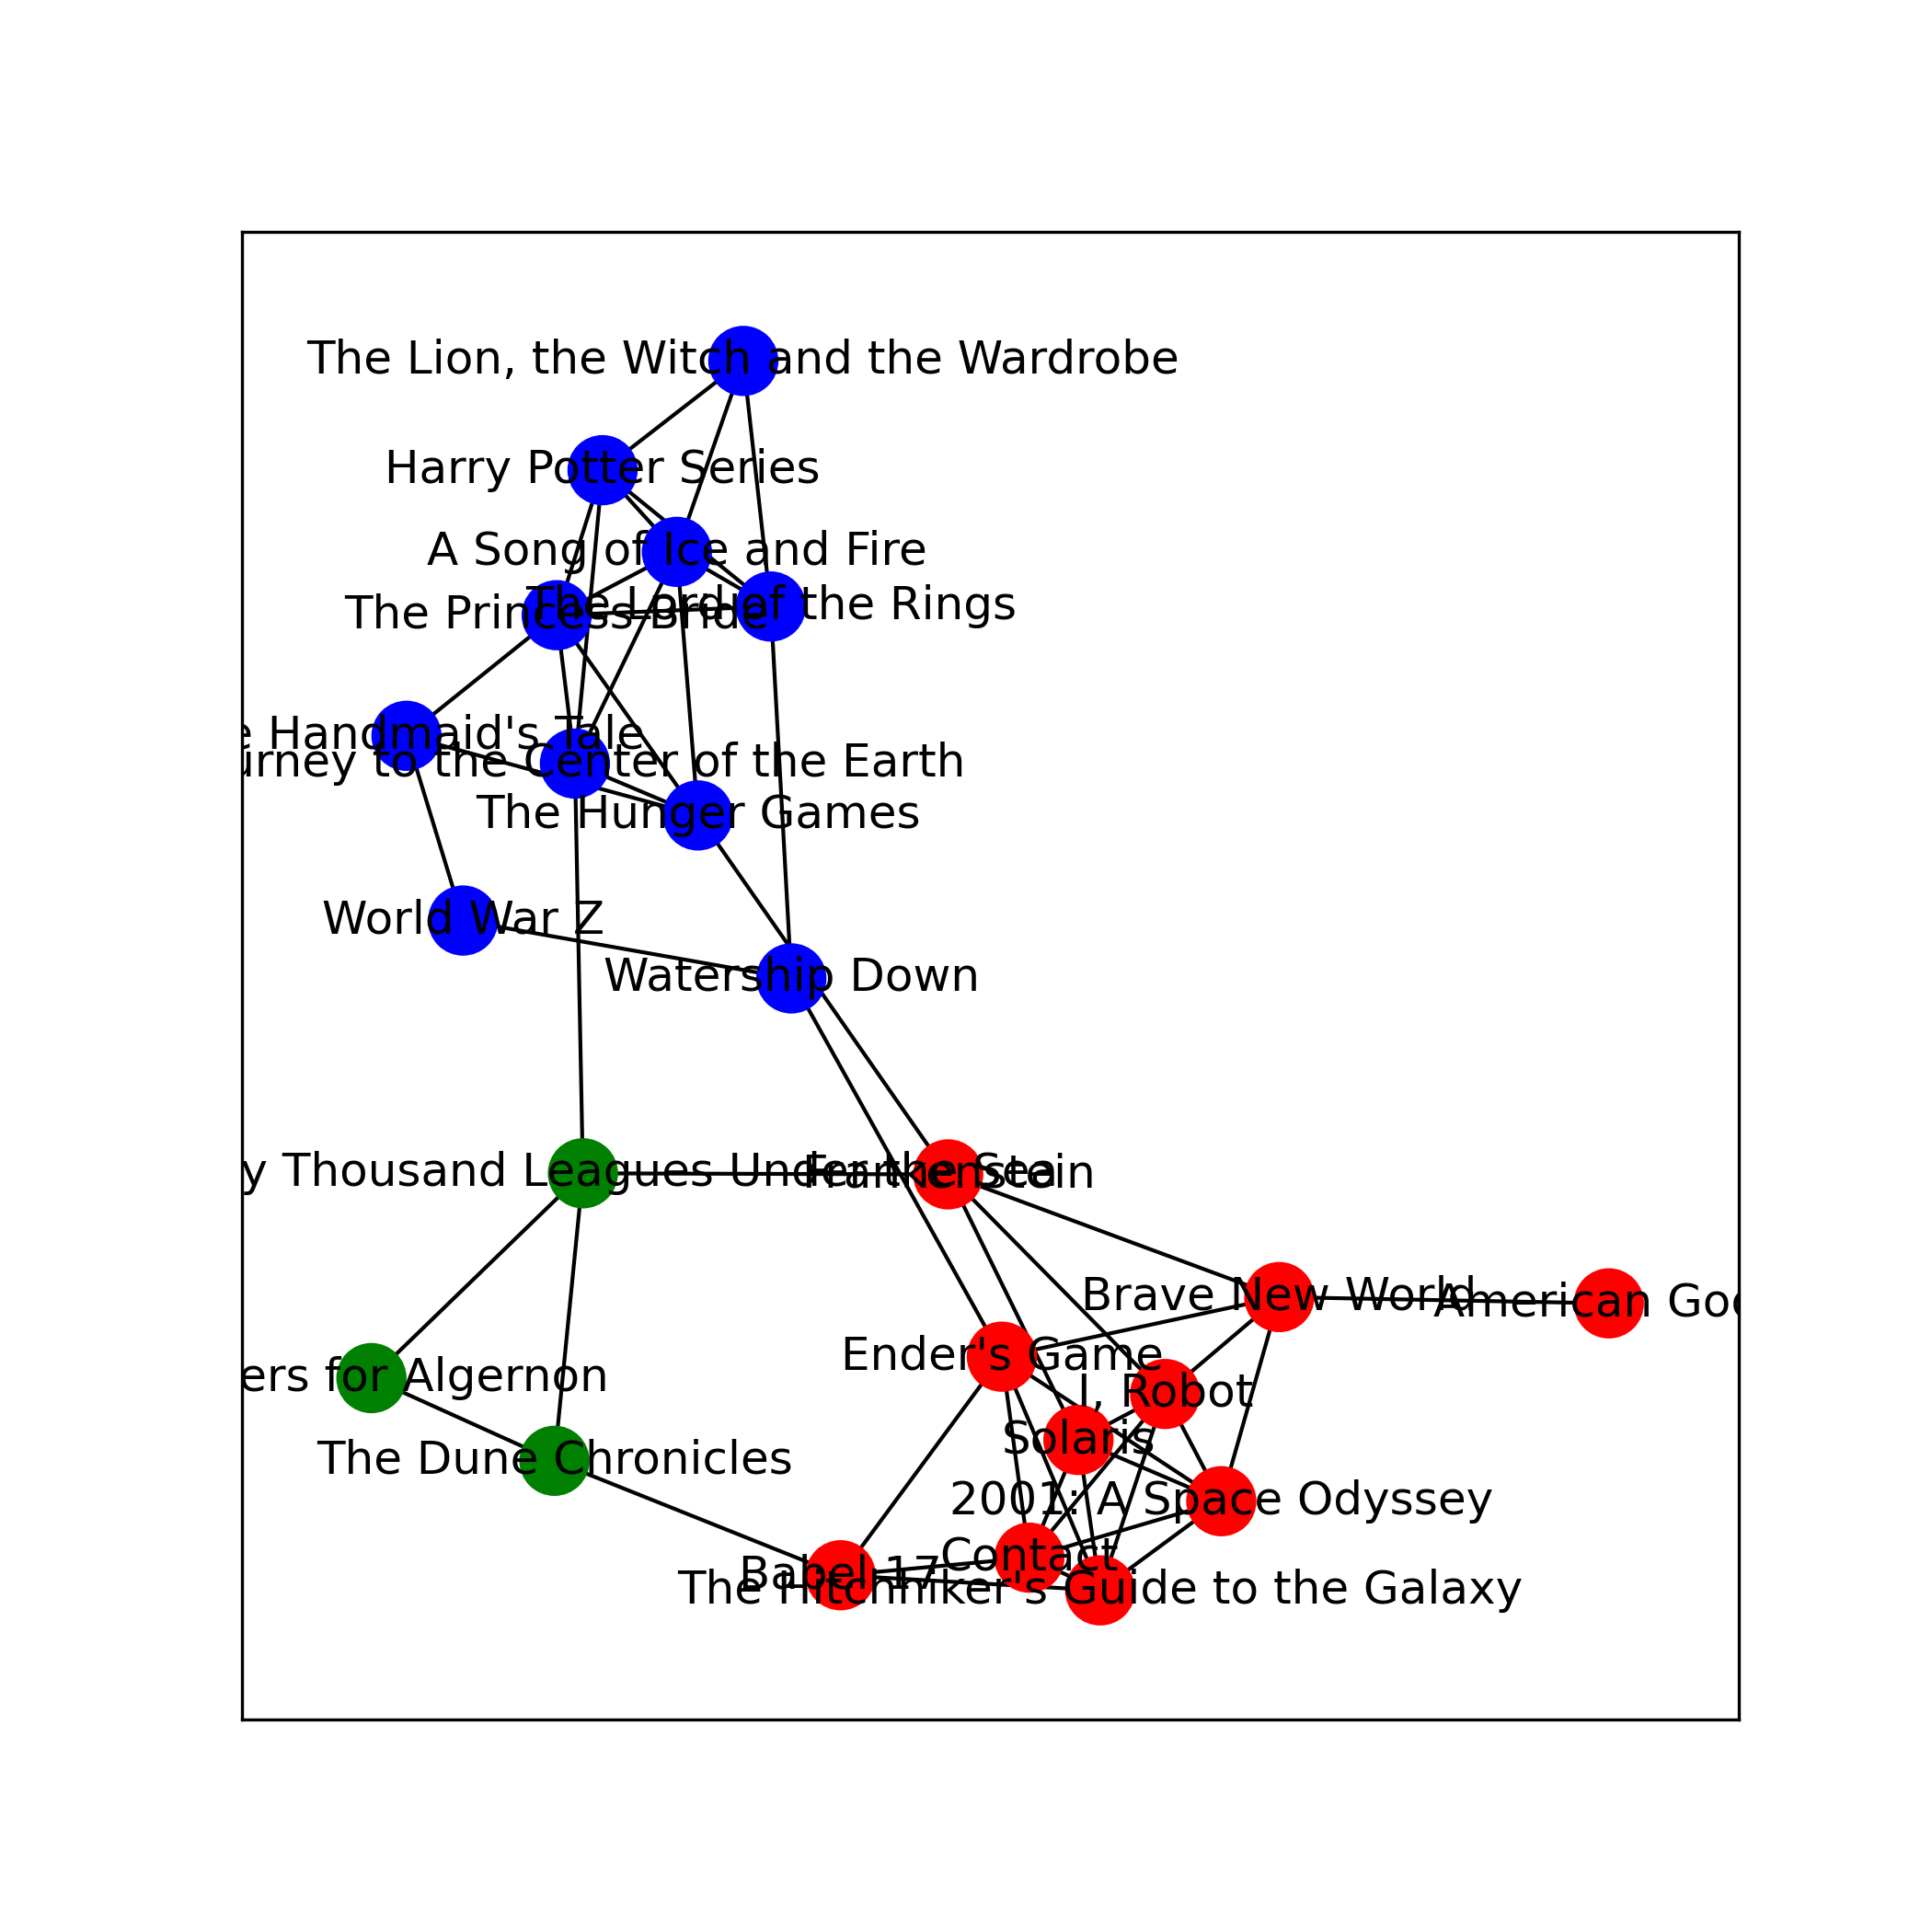 The Lion, the Witch and the Wardrobe
Harry Potter Series
A Song of Ice and Fire
The Lord of the Rings
The Princess Bride
Handmaid's Tale
to the Center of the Earth
The Hunger Games
World War Z
Watership Down
Thousand Leagues Under the Sea
Frankenstein
Brave New World
American
Ender's Game
for Algernon
I, Robot
Solaris
The Dune Chronicles
2001: A Space Odyssey
Contact
Babel-17
The Hitchhiker's Guide to the Galaxy